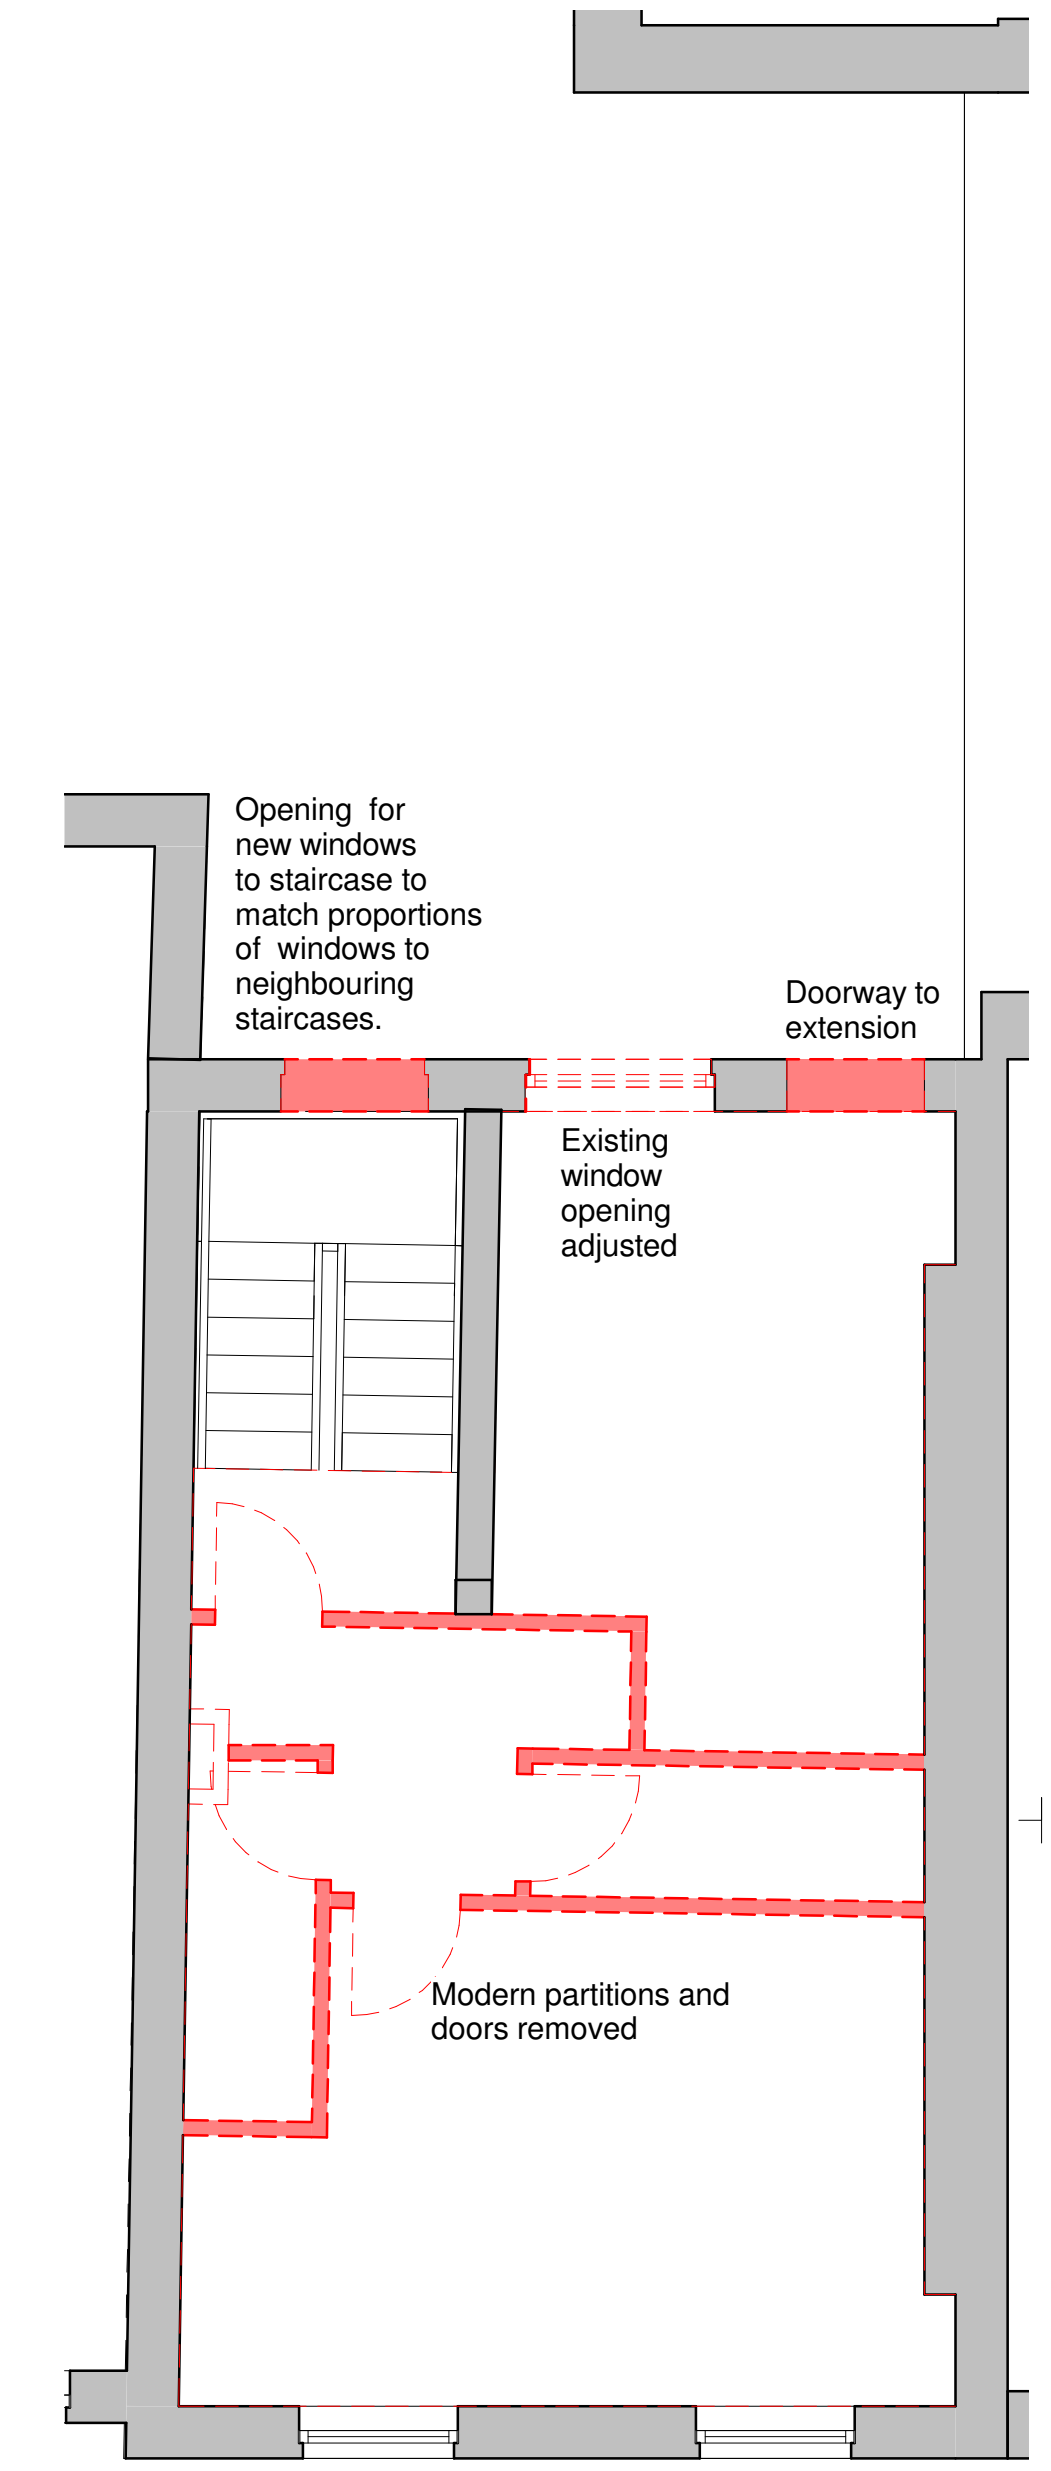 Opening for
new windows
to staircase to
match proportions
of windows to
neighbouring
staircases.
Doorway to
extension
Existing
window
opening
adjusted
Modern partitions and
doors removed